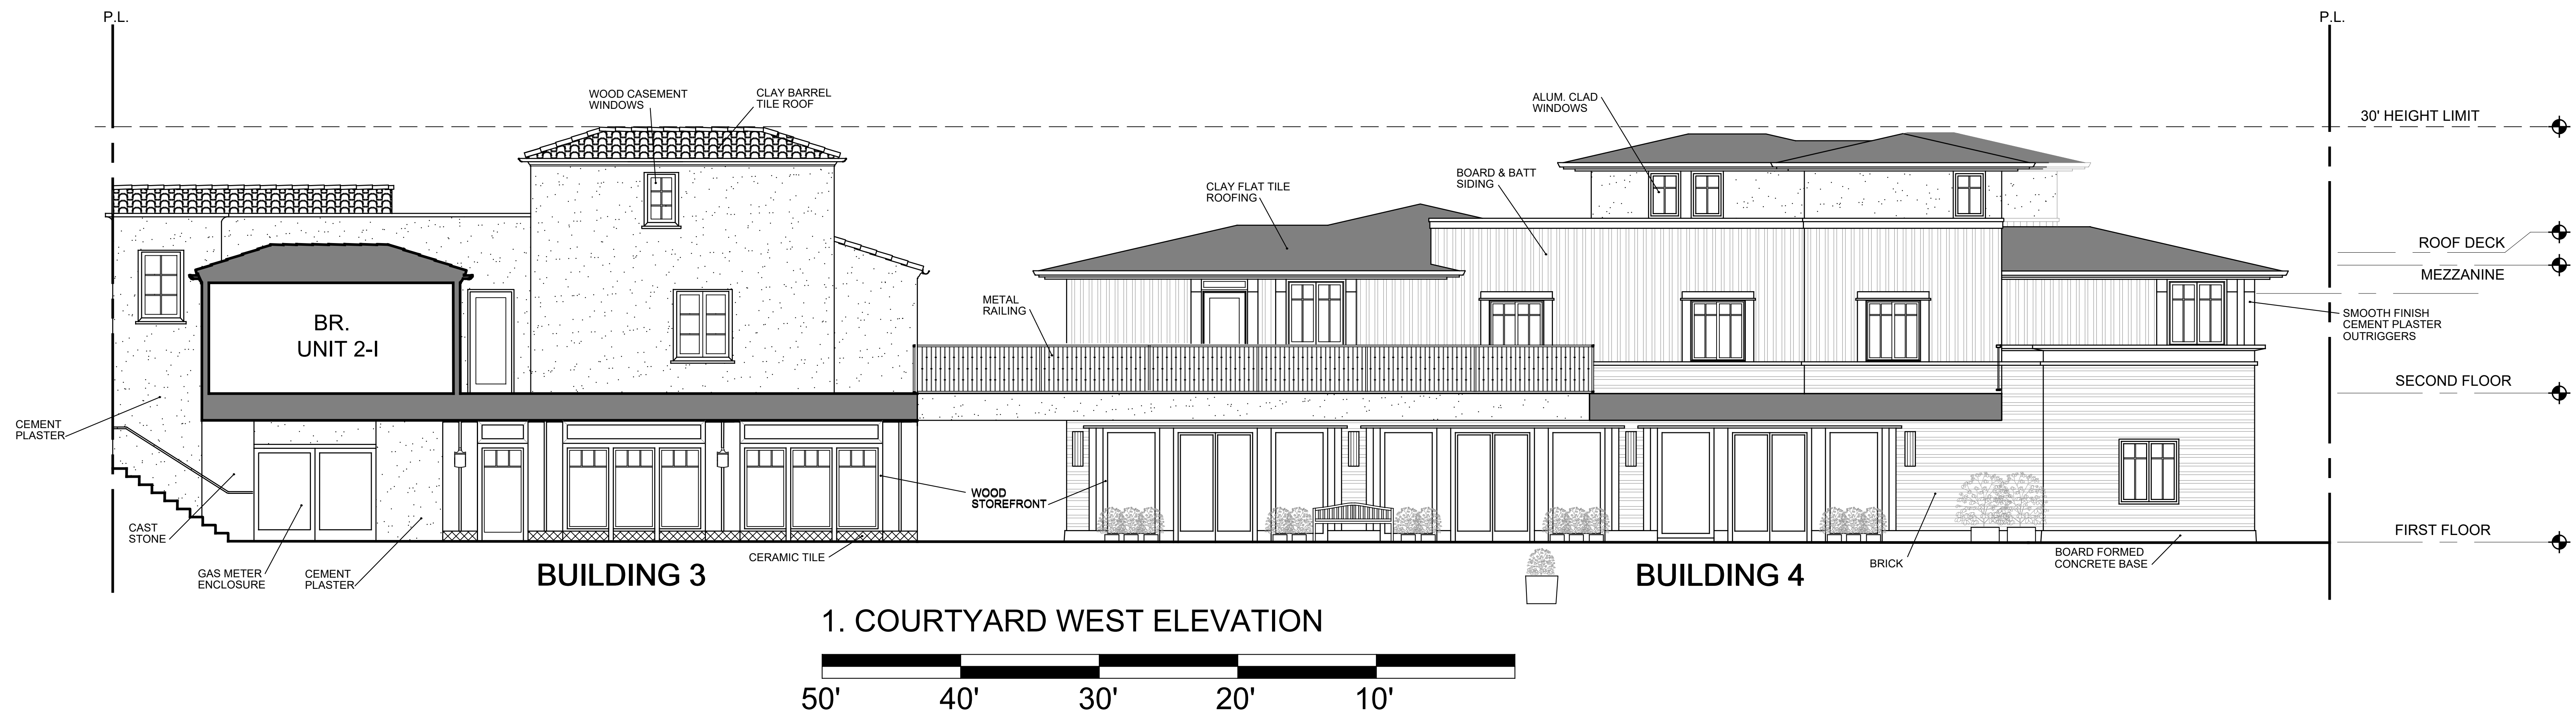 P.L.
P.L.
WOOD CASEMENT
WINDOWS
CLAY BARREL
TILE ROOF
ALUM. CLAD
WINDOWS
30' HEIGHT LIMIT
CLAY FLAT TILE
ROOFING
BOARD & BATT
SIDING
ROOF DECK
MEZZANINE
METAL
RAILING
SMOOTH FINISH
CEMENT PLASTER
OUTRIGGERS
BR.
UNIT 2-I
SECOND FLOOR
CEMENT
PLASTER
WOOD
STOREFRONT
CAST
STONE
FIRST FLOOR
GAS METER
ENCLOSURE
CEMENT
PLASTER
CERAMIC TILE
BRICK
BOARD FORMED
CONCRETE BASE
BUILDING 3
BUILDING 4
1. COURTYARD WEST ELEVATION
50' 40' 30' 20' 10'